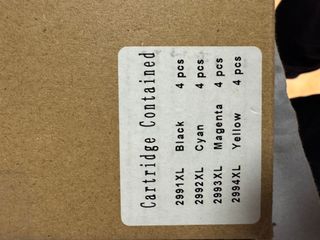 Cartridge Contained
2991XL Black 4 pcs
2992XL Cyan 4 pcs
2993XL Magenta 4 pcs
2994XL Yellow 4 pcs